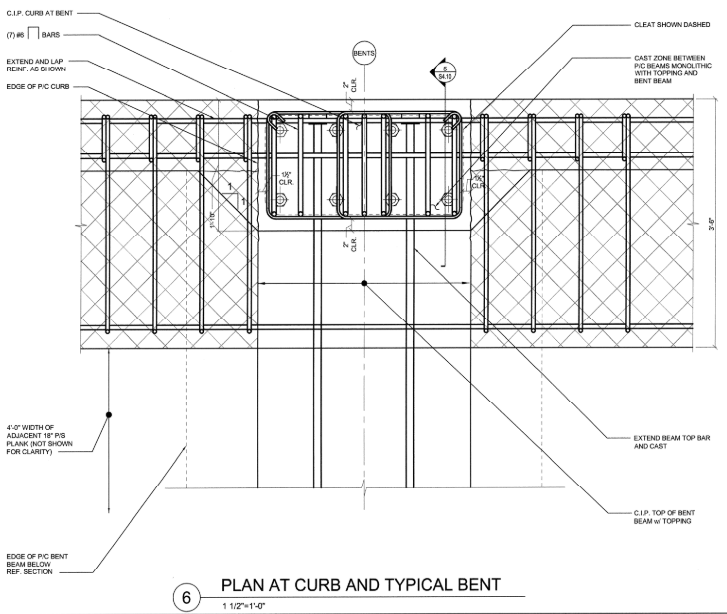 C.I.P. CURB AT BENT
(7) #6 BARS
EXTEND AND LAP
REINF. AS SHOWN
EDGE OF P/C CURB
BENTS
6
S4.10
CLEAT SHOWN DASHED
CAST ZONE BETWEEN
P/C BEAMS MONOLITHIC
WITH TOPPING AND
BENT BEAM
2"
CLR.
1½"
CLR.
1½"
CLR.
1
1
1'-10"
2"
CLR.
3'-6"
4'-0" WIDTH OF
ADJACENT 18" P/S
PLANK (NOT SHOWN
FOR CLARITY)
EXTEND BEAM TOP BAR
AND CAST
C.I.P. TOP OF BENT
BEAM w/ TOPPING
EDGE OF P/C BENT
BEAM BELOW
REF. SECTION
6
PLAN AT CURB AND TYPICAL BENT
1 1/2"=1'-0"